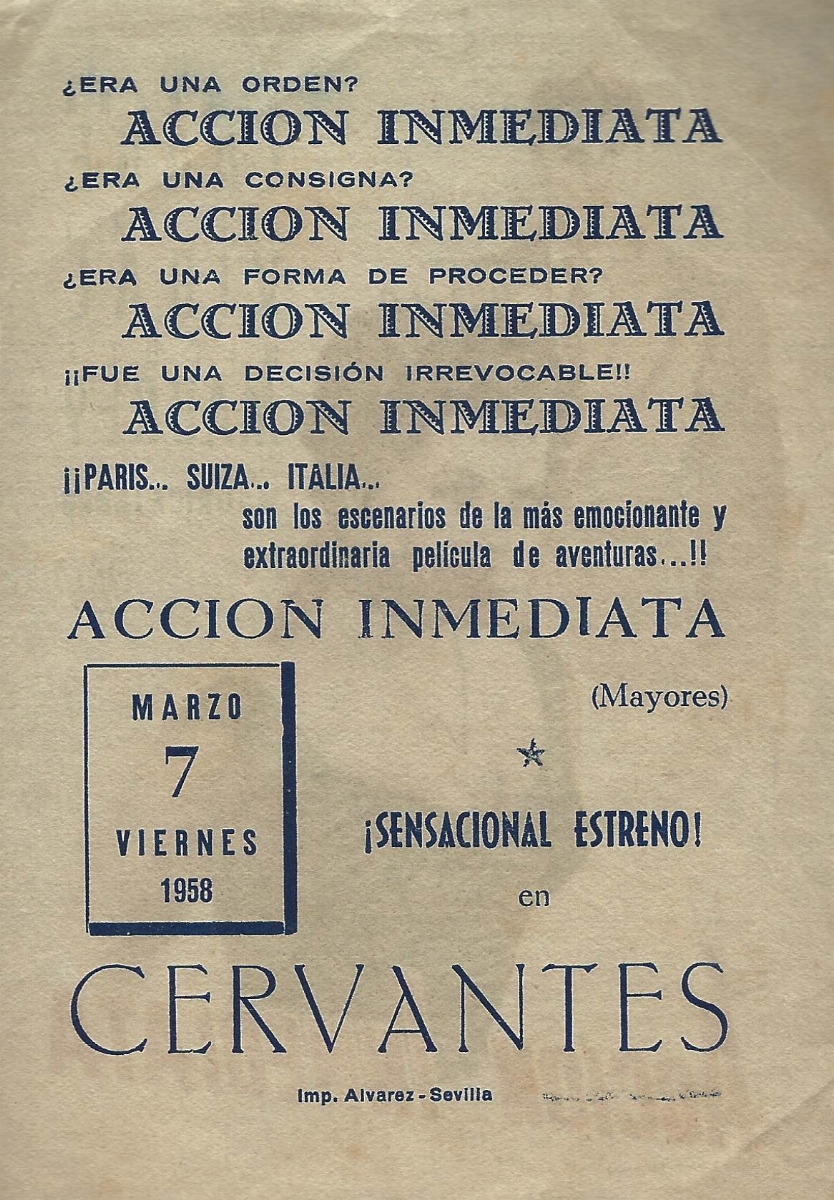 ¿ERA UNA ORDEN?
ACCION INMEDIATA
¿ERA UNA CONSIGNA?
ACCION INMEDIATA
¿ERA UNA FORMA DE PROCEDER?
ACCION INMEDIATA
¡¡FUE UNA DECISIÓN IRREVOCABLE!!
ACCION INMEDIATA
¡¡PARIS... SUIZA... ITALIA...
son los escenarios de la más emocionante y
extraordinaria película de aventuras...!!
ACCION INMEDIATA
(Mayores)
MARZO
7
VIERNES
1958
¡SENSACIONAL ESTRENO!
en
CERVANTES
Imp. Alvarez - Sevilla